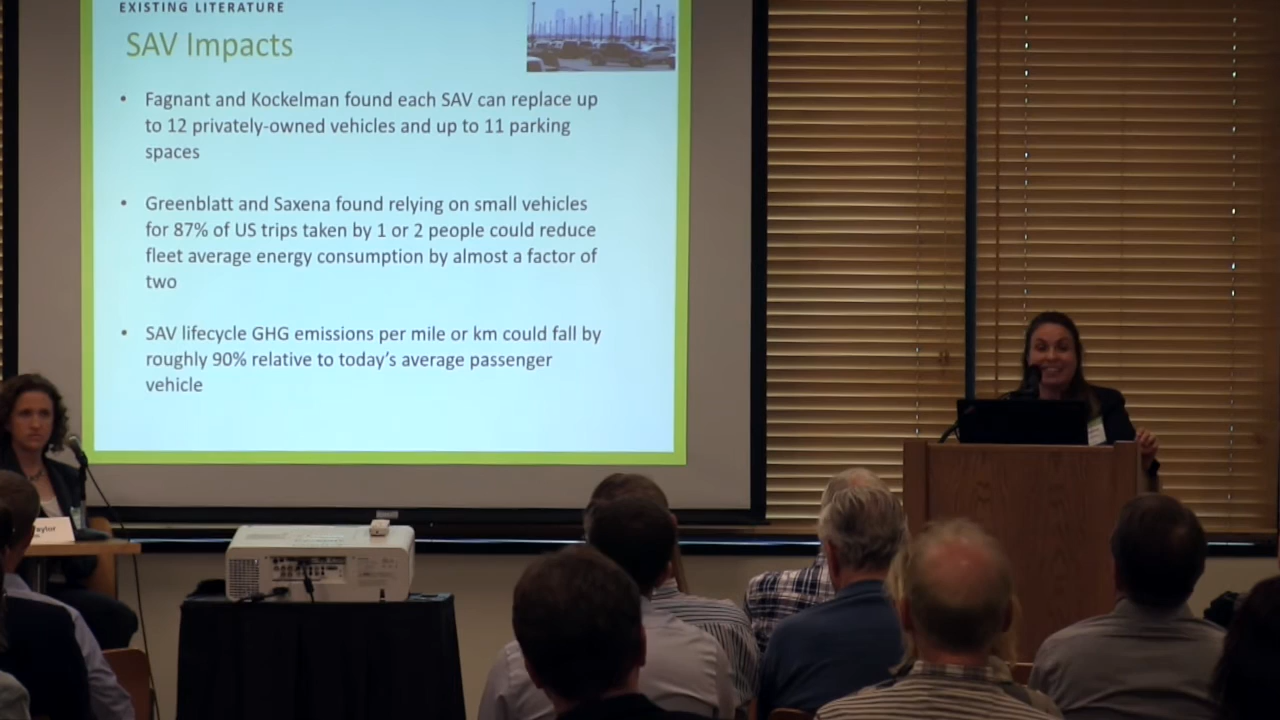 EXISTING LITERATURE
SAV Impacts
• Fagnant and Kockelman found each SAV can replace up
to 12 privately-owned vehicles and up to 11 parking
spaces
• Greenblatt and Saxena found relying on small vehicles
for 87% of US trips taken by 1 or 2 people could reduce
fleet average energy consumption by almost a factor of
two
• SAV lifecycle GHG emissions per mile or km could fall by
roughly 90% relative to today's average passenger
vehicle